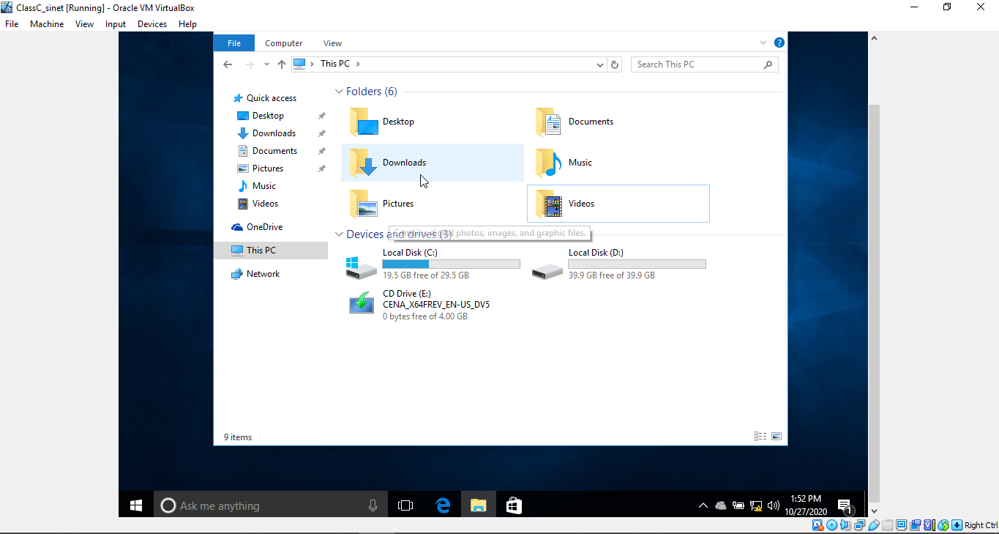 ClassC_sinet [Running] - Oracle VM VirtualBox
File Machine View Input Devices Help
File Computer View
This PC
Search This PC
Quick access
Desktop
Downloads
Documents
Pictures
Music
Videos
OneDrive
This PC
Network
Folders (6)
Desktop
Documents
Downloads
Music
Pictures
Videos
Contains digital photos, images, and graphic files.
Devices and drives (3)
Local Disk (C:)
19.5 GB free of 29.5 GB
Local Disk (D:)
39.9 GB free of 39.9 GB
CD Drive (E:)
CENA_X64FREV_EN-US_DV5
0 bytes free of 4.00 GB
9 items
Ask me anything
1:52 PM
10/27/2020
1
Right Ctrl